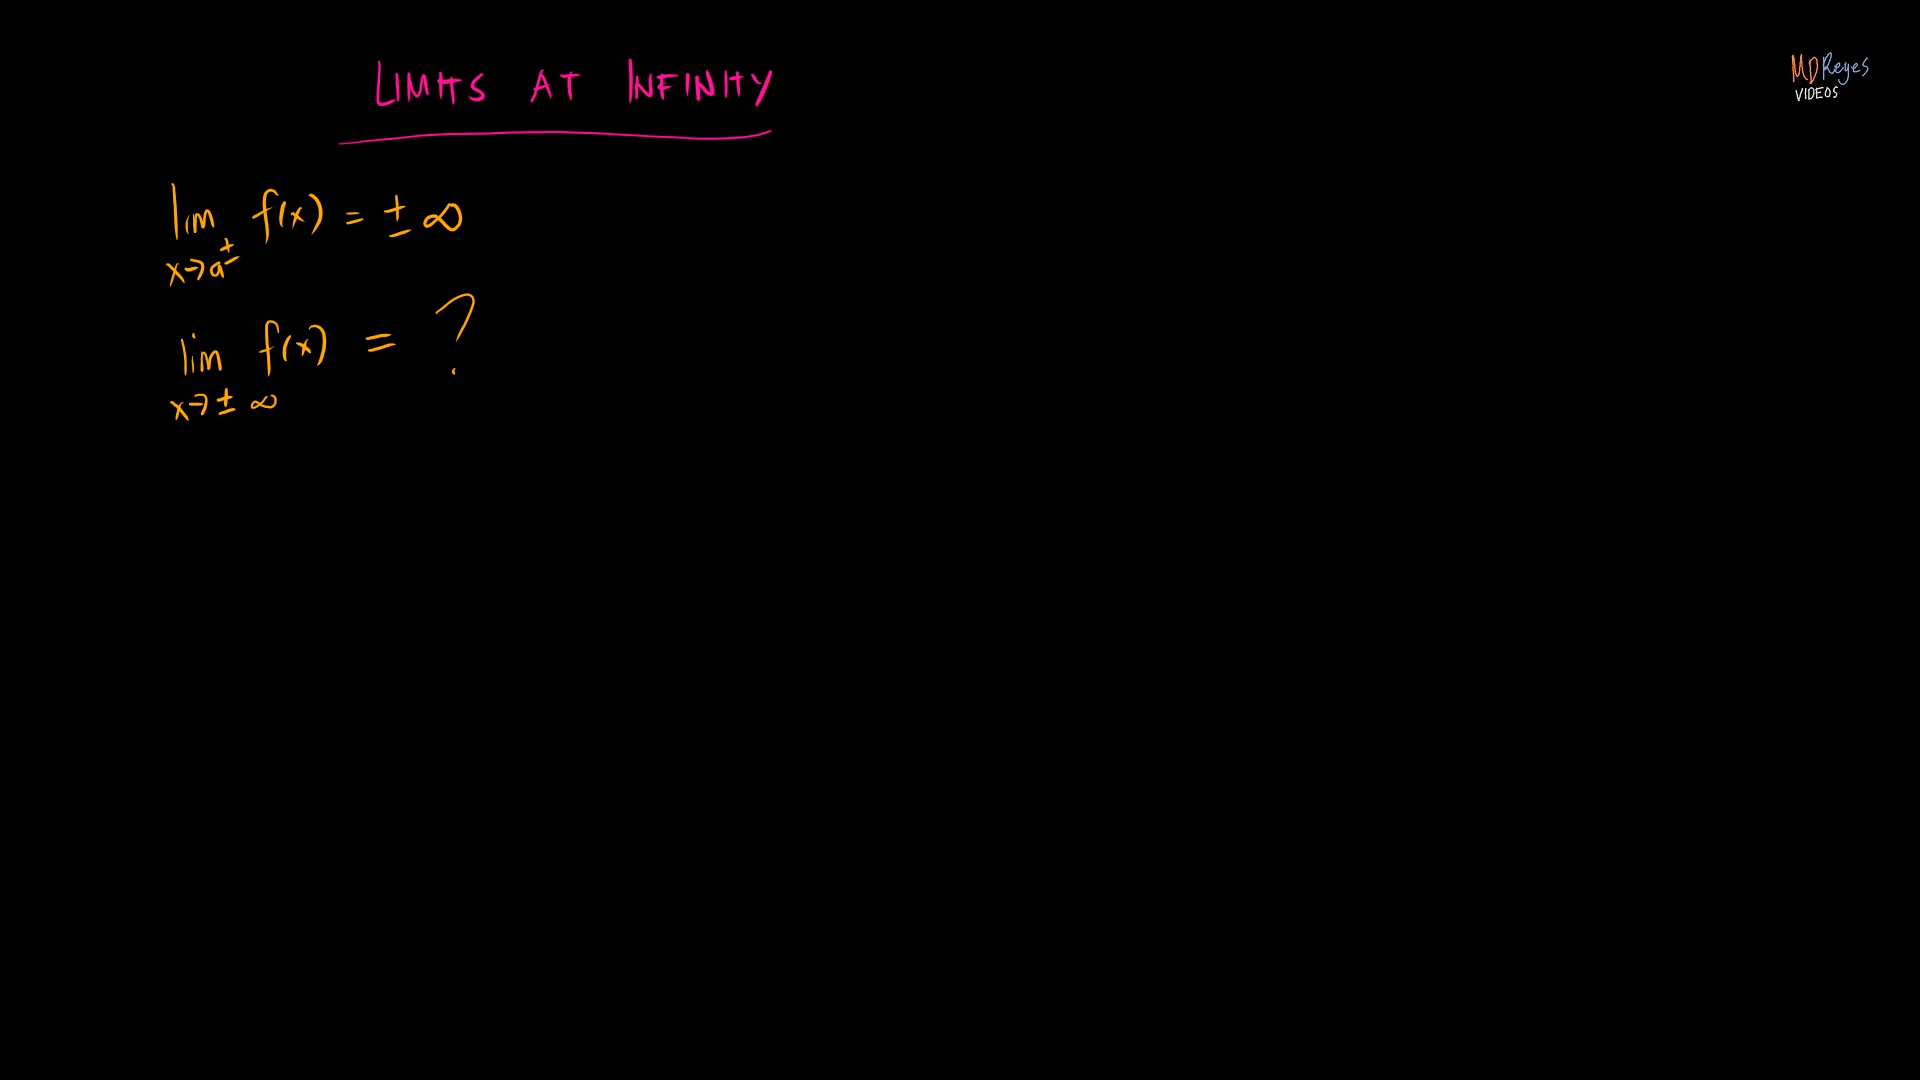 LIMITS AT INFINITY
MDReyes
VIDEOS
lim f(x) = ± ∞
x→a±
lim f(x) = ?
x→± ∞